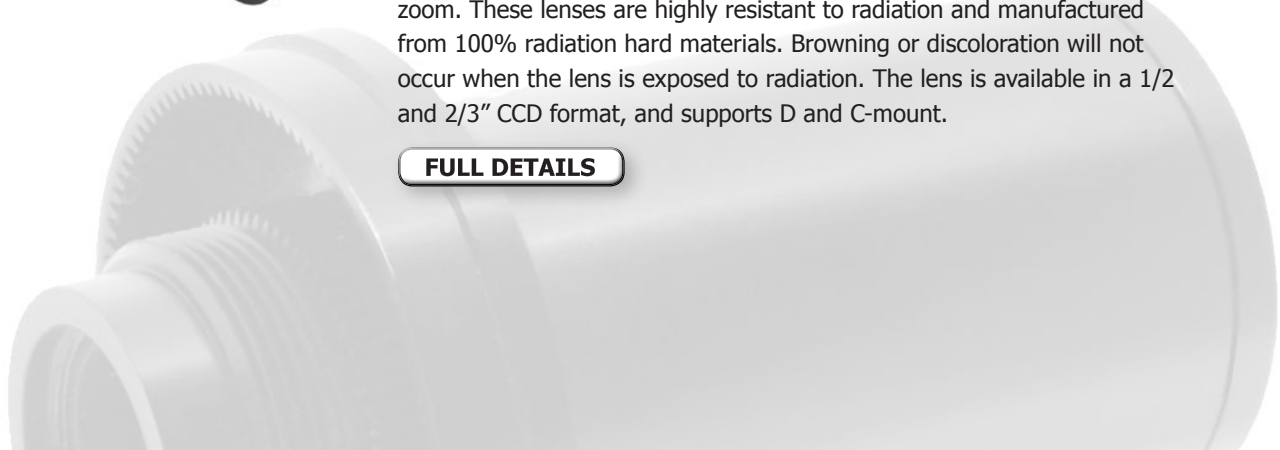 zoom. These lenses are highly resistant to radiation and manufactured
from 100% radiation hard materials. Browning or discoloration will not
occur when the lens is exposed to radiation. The lens is available in a 1/2
and 2/3” CCD format, and supports D and C-mount.
FULL DETAILS